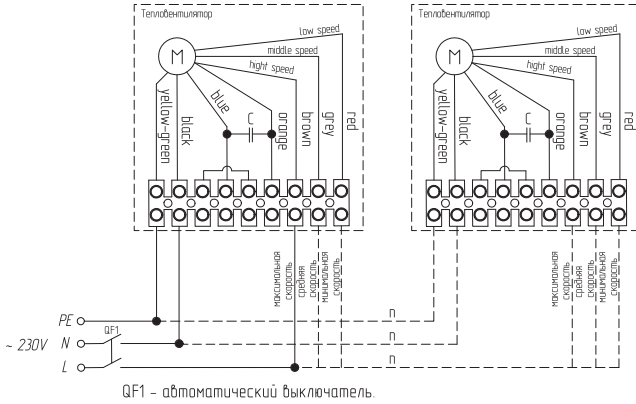 Тепловентилятор
Тепловентилятор
low speed
middle speed
hight speed
M
yellow-green
black
blue
C
orange
brown
grey
red
low speed
middle speed
hight speed
M
yellow-green
black
blue
C
orange
brown
grey
red
максимальная
скорость
средняя
скорость
минимальная
скорость
максимальная
скорость
средняя
скорость
минимальная
скорость
PE
n
QF1
~ 230V
N
n
L
n
QF1 - автоматический выключатель.